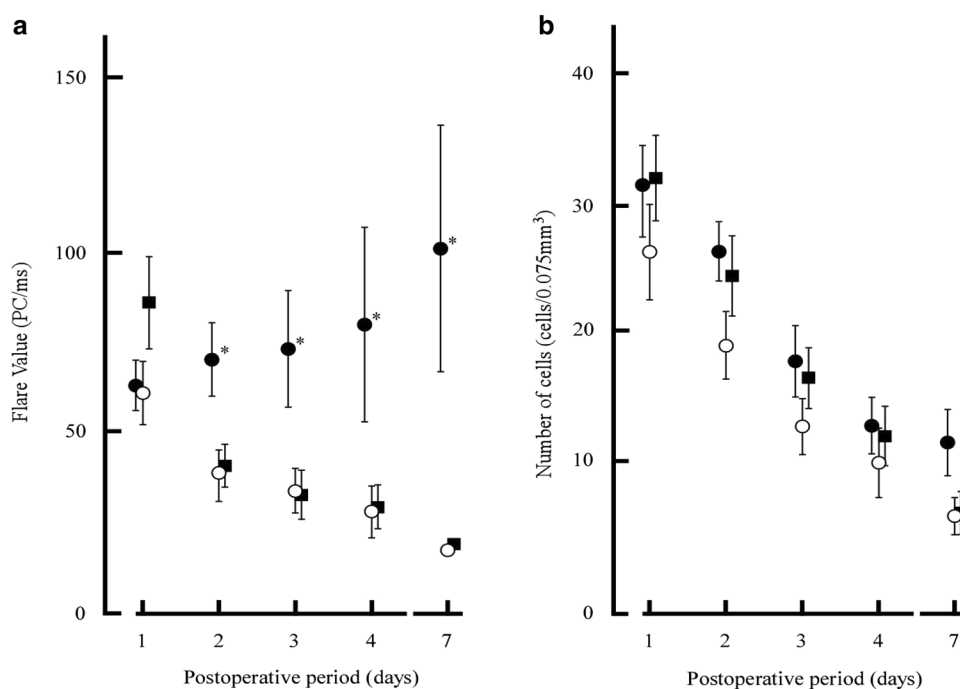 a
150
100
50
0
Flare Value (PC/ms)
*
*
*
*
1 2 3 4 7
Postoperative period (days)
b
40
30
20
10
0
Number of cells (cells/0.075mm³)
1 2 3 4 7
Postoperative period (days)